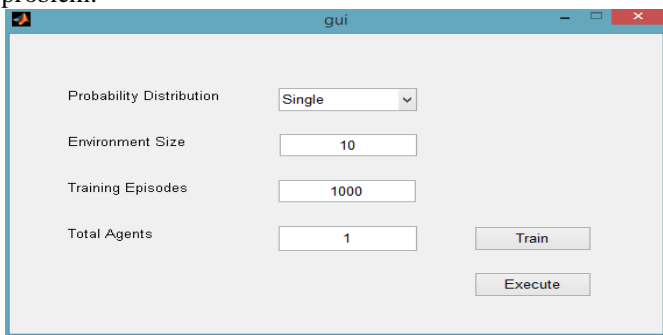 problem.
gui
Probability Distribution Single
Environment Size 10
Training Episodes 1000
Total Agents 1 Train
Execute